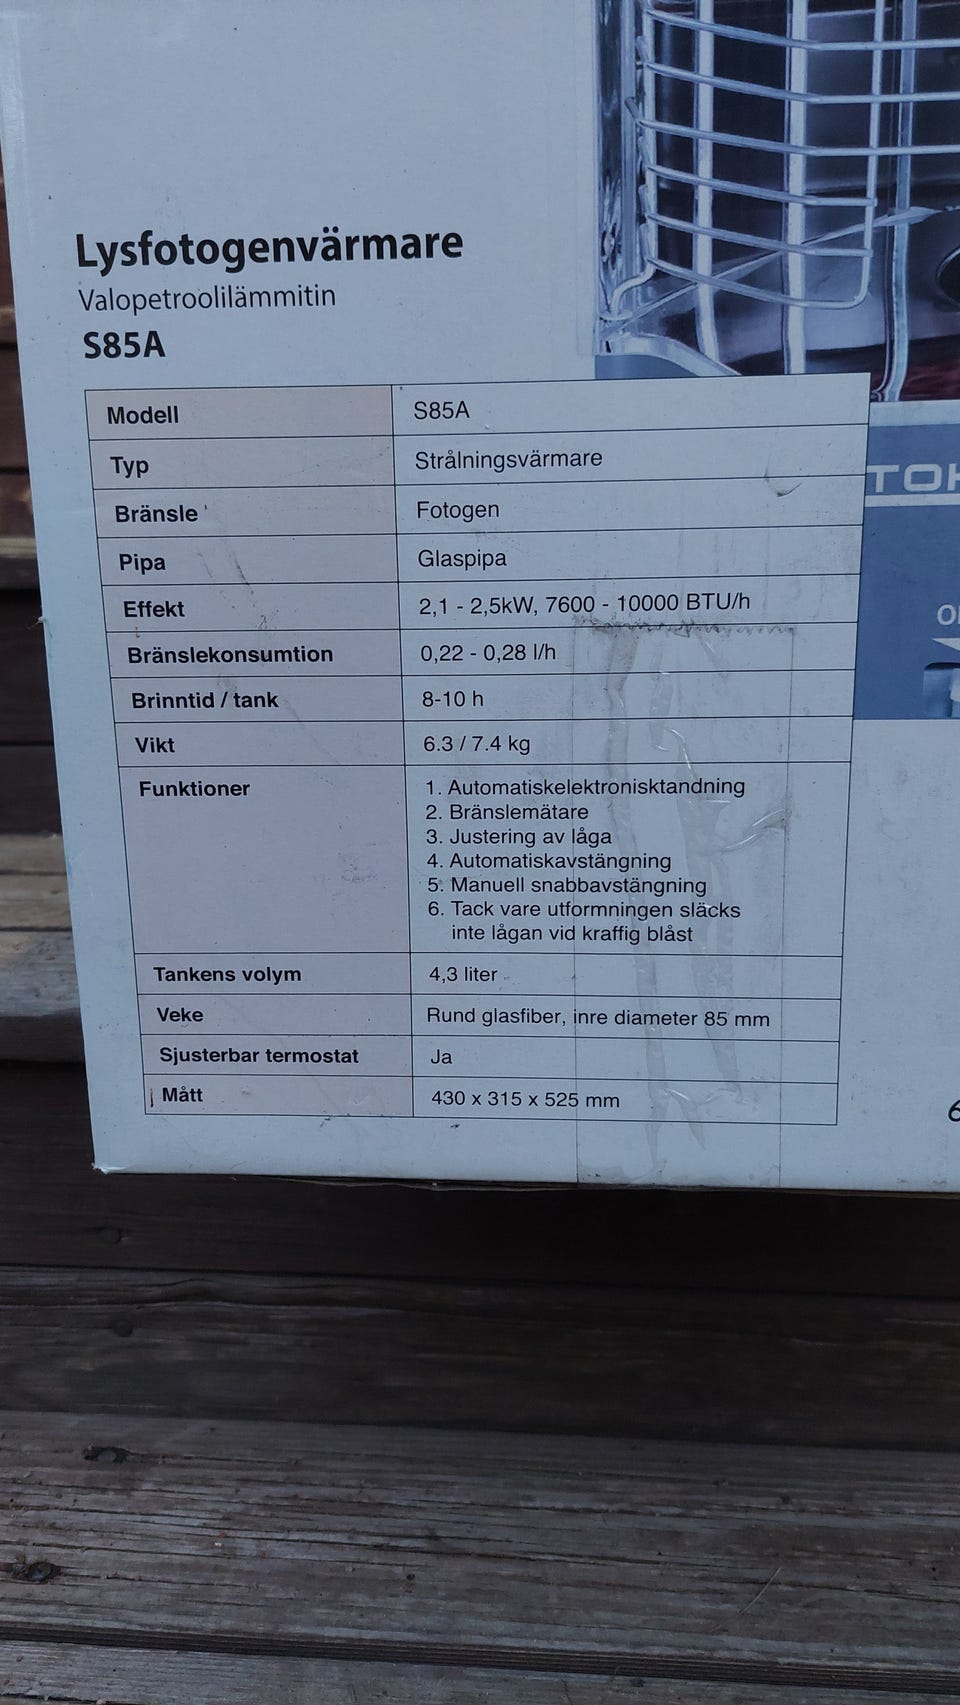 Lysfotogenvärmare
Valopetroolilämmitin
S85A
Modell S85A
Typ Strålningsvärmare
Bränsle Fotogen
Pipa Glaspipa
Effekt 2,1 - 2,5kW, 7600 - 10000 BTU/h
Bränslekonsumtion 0,22 - 0,28 l/h
Brinntid / tank 8-10 h
Vikt 6.3 / 7.4 kg
Funktioner 1. Automatiskelektronisktandning
2. Bränslemätare
3. Justering av låga
4. Automatiskavstängning
5. Manuell snabbavstängning
6. Tack vare utformningen släcks
inte lågan vid kraffig blåst
Tankens volym 4,3 liter
Veke Rund glasfiber, inre diameter 85 mm
Sjusterbar termostat Ja
Mått 430 x 315 x 525 mm